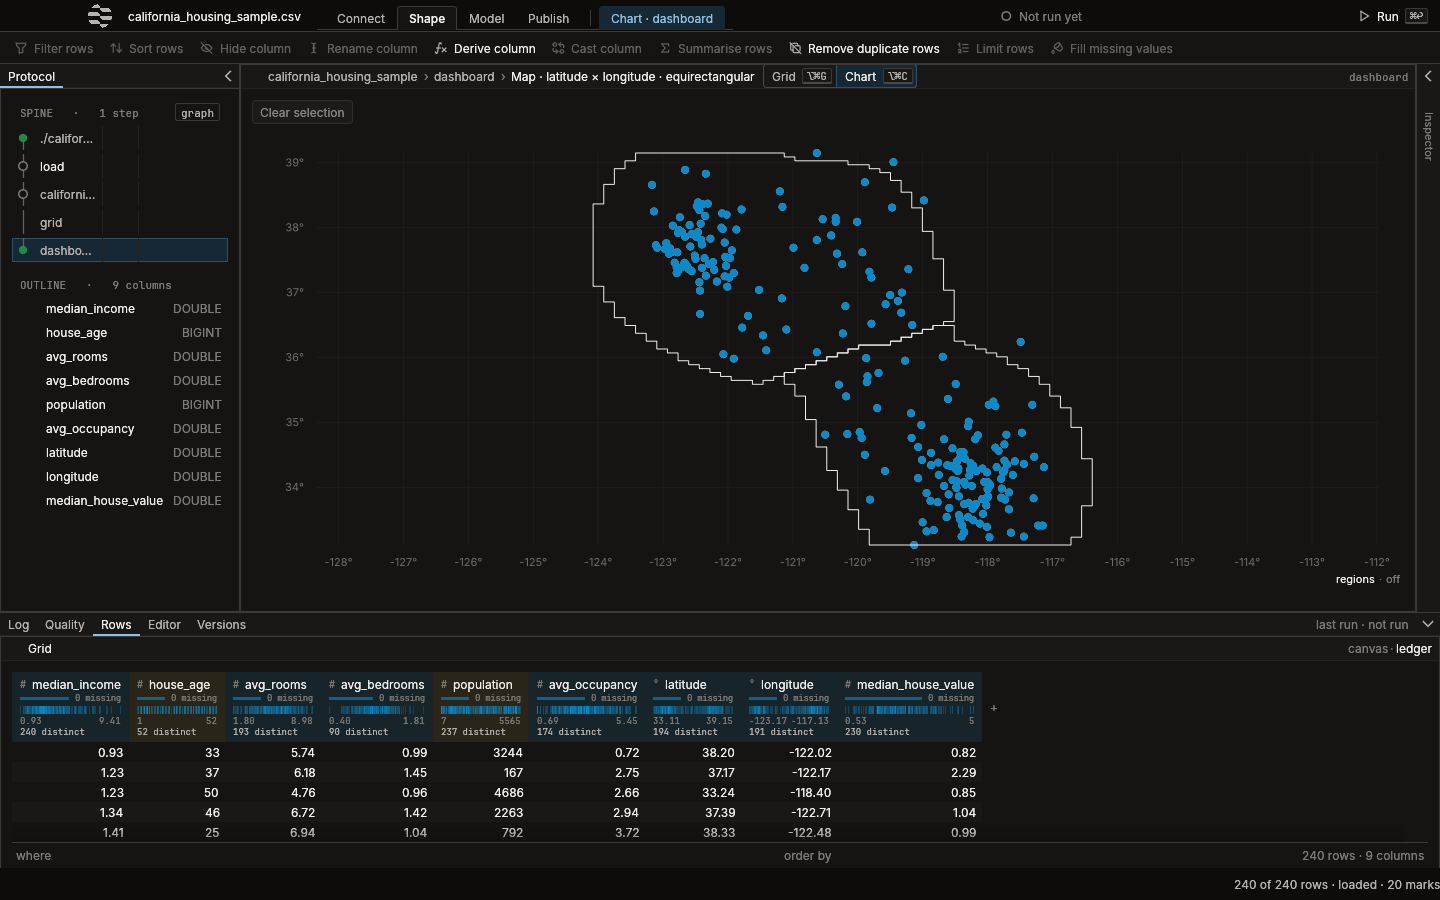 california_housing_sample.csv Connect Shape Model Publish Chart · dashboard Not run yet Run ⌘⏎
Filter rows Sort rows Hide column Rename column Derive column Cast column Summarise rows Remove duplicate rows Limit rows Fill missing values
Protocol california_housing_sample › dashboard › Map · latitude × longitude · equirectangular Grid ⌥⌘G Chart ⌥⌘C dashboard
Clear selection
Inspector
SPINE · 1 step graph
./califor...
load
californi...
grid
dashbo...
OUTLINE · 9 columns
median_income DOUBLE
house_age BIGINT
avg_rooms DOUBLE
avg_bedrooms DOUBLE
population BIGINT
avg_occupancy DOUBLE
latitude DOUBLE
longitude DOUBLE
median_house_value DOUBLE
39°
38°
37°
36°
35°
34°
-128° -127° -126° -125° -124° -123° -122° -121° -120° -119° -118° -117° -116° -115° -114° -113° -112°
regions · off
Log Quality Rows Editor Versions last run · not run
Grid canvas · ledger
# median_income # house_age # avg_rooms # avg_bedrooms # population # avg_occupancy ° latitude ° longitude # median_house_value
0 missing 0 missing 0 missing 0 missing 0 missing 0 missing 0 missing 0 missing 0 missing
+
0.93 9.41 1 52 1.80 8.98 0.40 1.81 7 5565 0.69 5.45 33.11 39.15 -123.17 -117.13 0.53 5
240 distinct 52 distinct 193 distinct 90 distinct 237 distinct 174 distinct 194 distinct 191 distinct 230 distinct
0.93 33 5.74 0.99 3244 0.72 38.20 -122.02 0.82
1.23 37 6.18 1.45 167 2.75 37.17 -122.17 2.29
1.23 50 4.76 0.96 4686 2.66 33.24 -118.40 0.85
1.34 46 6.72 1.42 2263 2.94 37.39 -122.71 1.04
1.41 25 6.94 1.04 792 3.72 38.33 -122.48 0.99
where order by 240 rows · 9 columns
240 of 240 rows · loaded · 20 marks